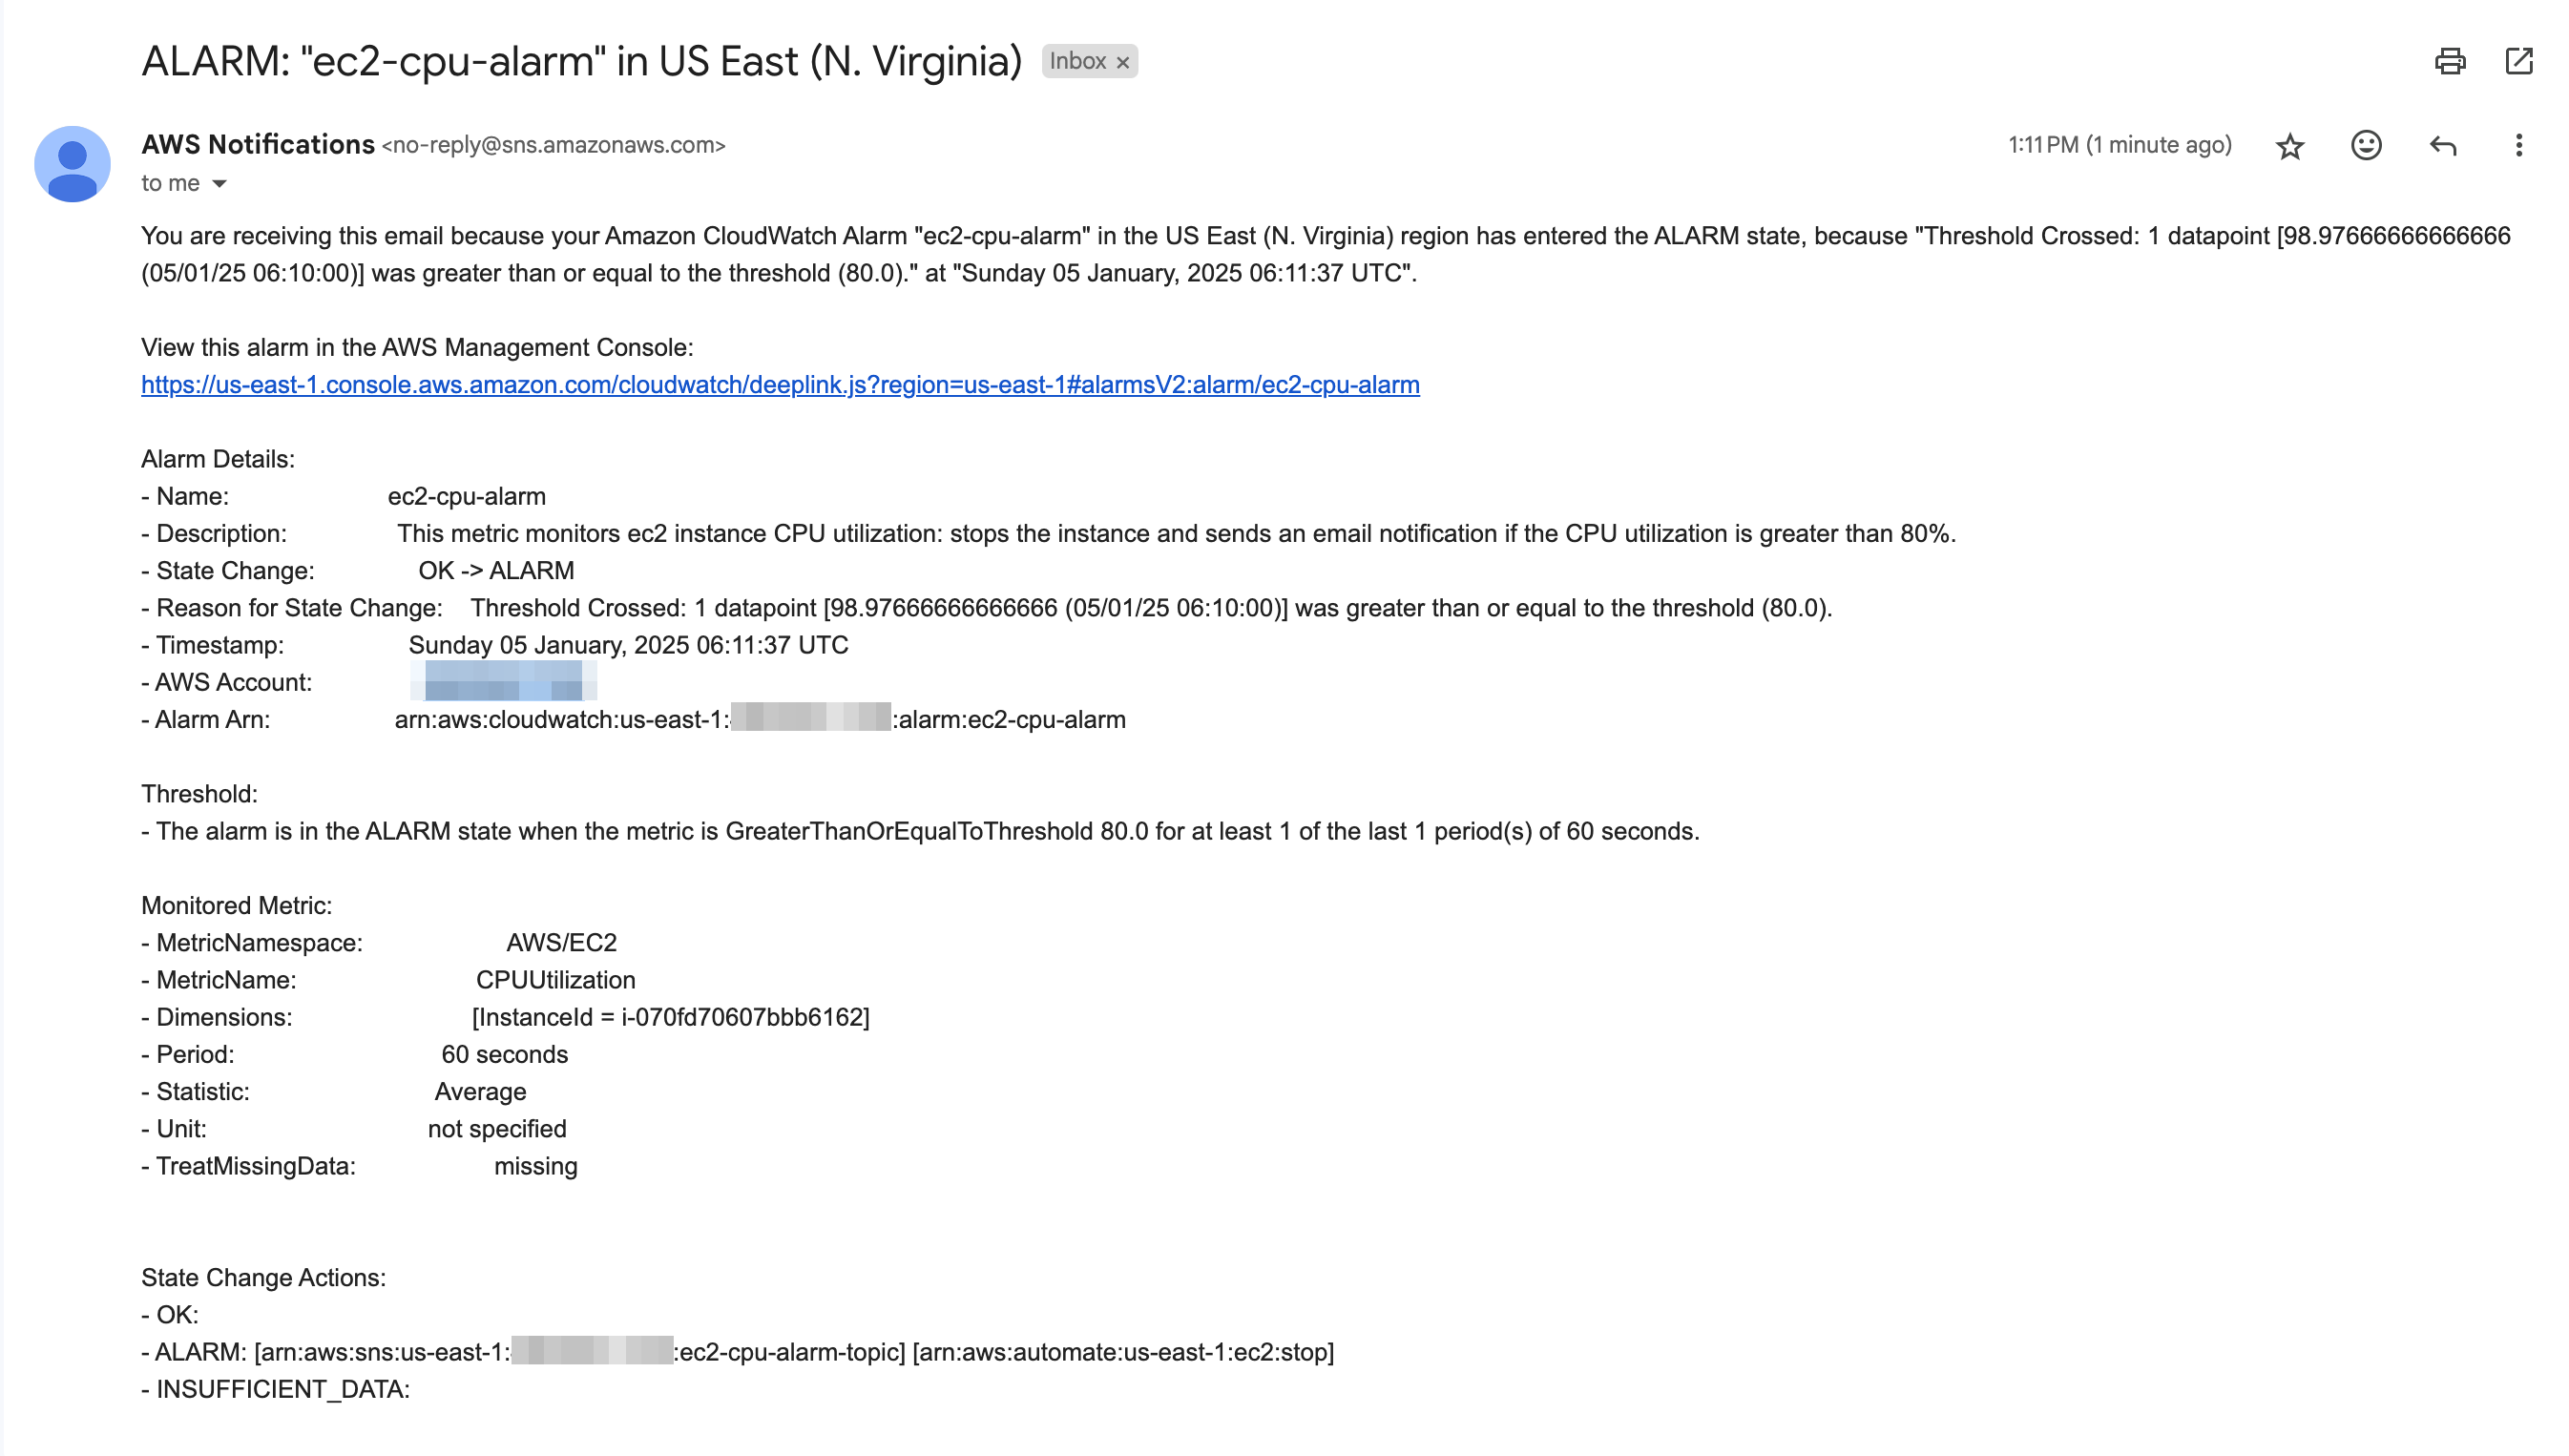 ALARM: "ec2-cpu-alarm" in US East (N. Virginia) Inbox ×
AWS Notifications <no-reply@sns.amazonaws.com> 1:11 PM (1 minute ago)
to me
You are receiving this email because your Amazon CloudWatch Alarm "ec2-cpu-alarm" in the US East (N. Virginia) region has entered the ALARM state, because "Threshold Crossed: 1 datapoint [98.97666666666666
(05/01/25 06:10:00)] was greater than or equal to the threshold (80.0)." at "Sunday 05 January, 2025 06:11:37 UTC".
View this alarm in the AWS Management Console:
https://us-east-1.console.aws.amazon.com/cloudwatch/deeplink.js?region=us-east-1#alarmsV2:alarm/ec2-cpu-alarm
Alarm Details:
- Name: ec2-cpu-alarm
- Description: This metric monitors ec2 instance CPU utilization: stops the instance and sends an email notification if the CPU utilization is greater than 80%.
- State Change: OK -> ALARM
- Reason for State Change: Threshold Crossed: 1 datapoint [98.97666666666666 (05/01/25 06:10:00)] was greater than or equal to the threshold (80.0).
- Timestamp: Sunday 05 January, 2025 06:11:37 UTC
- AWS Account:
- Alarm Arn: arn:aws:cloudwatch:us-east-1: :alarm:ec2-cpu-alarm
Threshold:
- The alarm is in the ALARM state when the metric is GreaterThanOrEqualToThreshold 80.0 for at least 1 of the last 1 period(s) of 60 seconds.
Monitored Metric:
- MetricNamespace: AWS/EC2
- MetricName: CPUUtilization
- Dimensions: [InstanceId = i-070fd70607bbb6162]
- Period: 60 seconds
- Statistic: Average
- Unit: not specified
- TreatMissingData: missing
State Change Actions:
- OK:
- ALARM: [arn:aws:sns:us-east-1: :ec2-cpu-alarm-topic] [arn:aws:automate:us-east-1:ec2:stop]
- INSUFFICIENT_DATA: